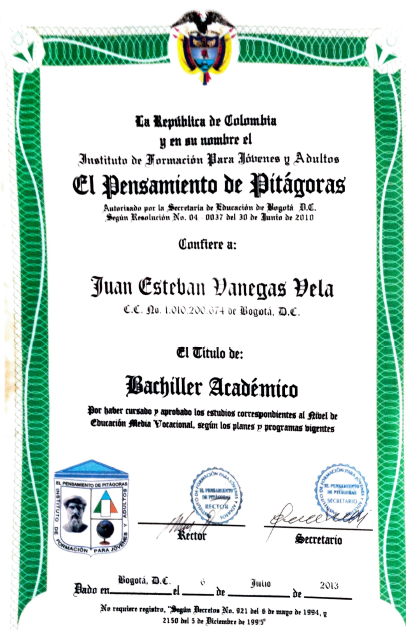 La República de Colombia
y en su nombre el
Instituto de Formación Para Jóvenes y Adultos
El Pensamiento de Pitágoras
Autorizado por la Secretaria de Educación de Bogotá D.C.
Según Resolución No. 04 - 0037 del 30 de Junio de 2010
Confiere a:
Juan Esteban Vanegas Vela
C.C. No. 1.010.200.674 de Bogotá, D.C.
El Titulo de:
Bachiller Académico
Por haber cursado y aprobado los estudios correspondientes al Nivel de
Educación Media Vocacional, según los planes y programas vigentes
EL PENSAMIENTO DE PITÁGORAS
INSTITUTO DE FORMACIÓN PARA JÓVENES Y ADULTOS
EL PENSAMIENTO
DE PITÁGORAS
RECTOR
EL PENSAMIENTO
DE PITÁGORAS
SECRETARIO
Rector
Secretario
Dado en Bogotá, D.C. el 6 de Julio de 2013
No requiere registro, "Según Decretos No. 921 del 6 de mayo de 1994, y
2150 del 5 de Diciembre de 1995"